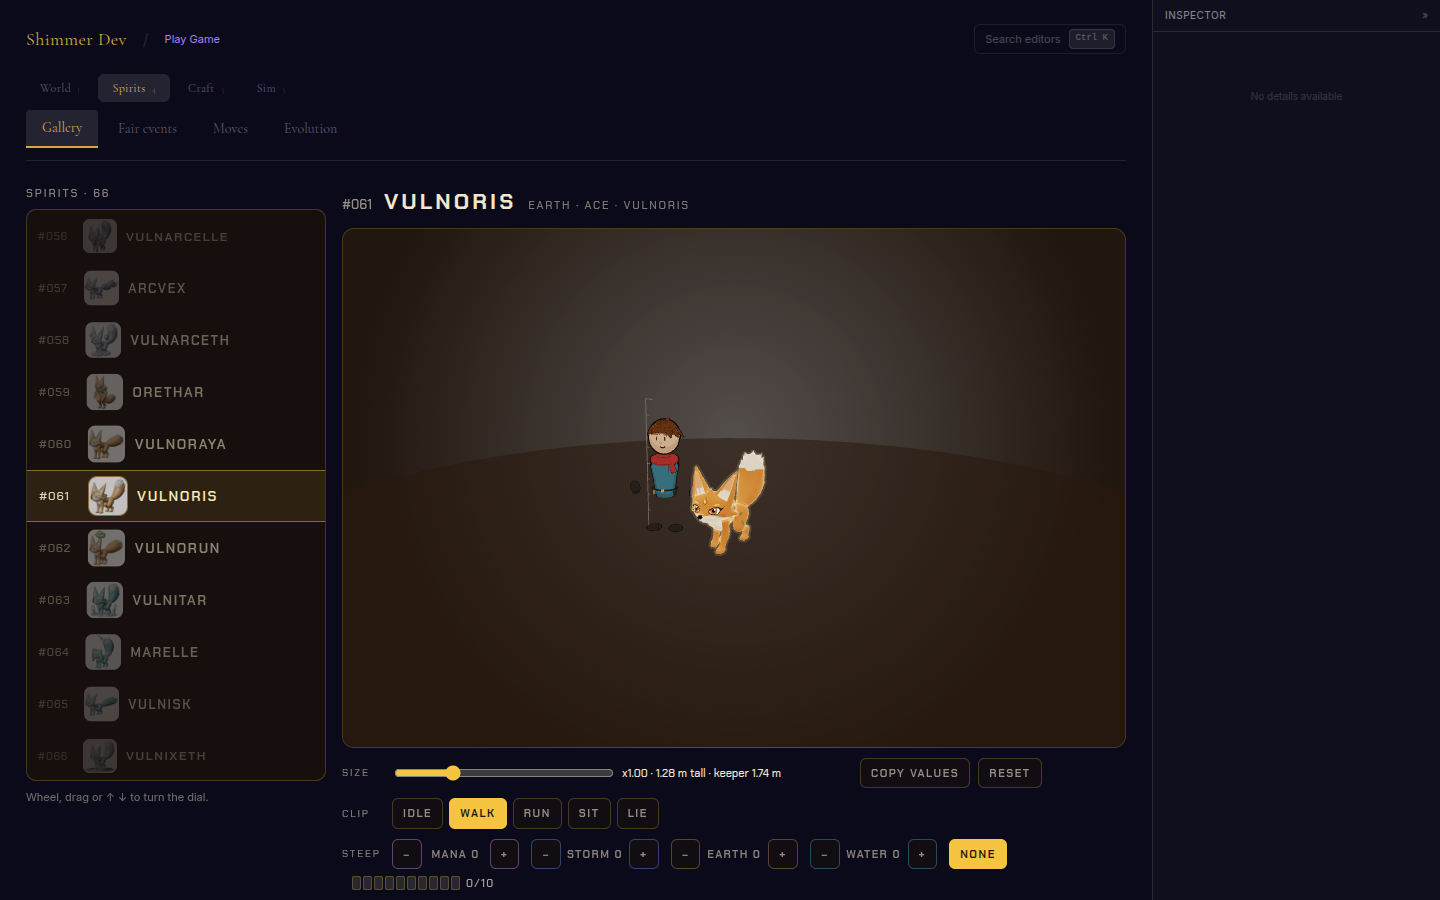 Shimmer Dev / Play Game
Search editors Ctrl K
INSPECTOR »
World Spirits Craft Sim
Gallery Fair events Moves Evolution
No details available
SPIRITS · 66
#061 VULNORIS EARTH · ACE · VULNORIS
VULNARCELLE
#057 ARCVEX
#058 VULNARCETH
#059 ORETHAR
#060 VULNORAYA
#061 VULNORIS
#062 VULNORUN
#063 VULNITAR
#064 MARELLE
#065 VULNISK
#066 VULNIXETH
Wheel, drag or ↑ ↓ to turn the dial.
SIZE x1.00 · 1.28 m tall · keeper 1.74 m COPY VALUES RESET
CLIP IDLE WALK RUN SIT LIE
STEEP − MANA 0 + − STORM 0 + − EARTH 0 + − WATER 0 + NONE
0/10